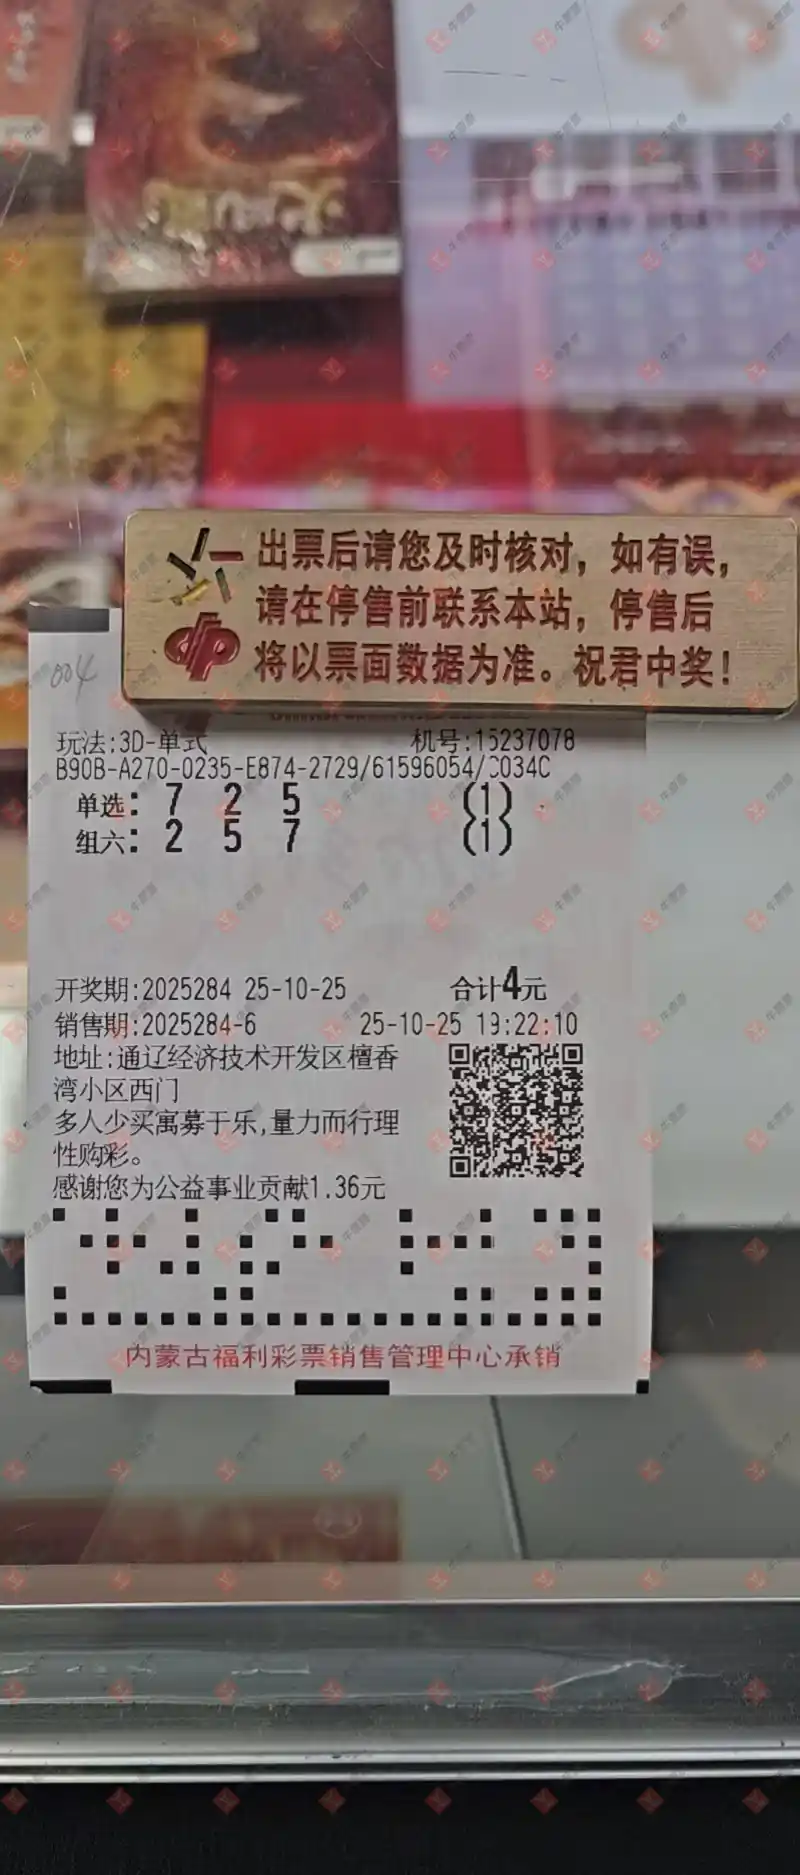 出票后请您及时核对，如有误，
请在停售前联系本站，停售后
将以票面数据为准。祝君中奖！
004
玩法:3D-单式 机号:15237078
B90B-A270-0235-E874-2729/61596054/C034C
单选: 7 2 5 (1)
组六: 2 5 7 (1)
开奖期:2025284 25-10-25 合计4元
销售期:2025284-6 25-10-25 19:22:10
地址:通辽经济技术开发区檀香
湾小区西门
多人少买寓募于乐,量力而行理
性购彩。
感谢您为公益事业贡献1.36元
内蒙古福利彩票销售管理中心承销